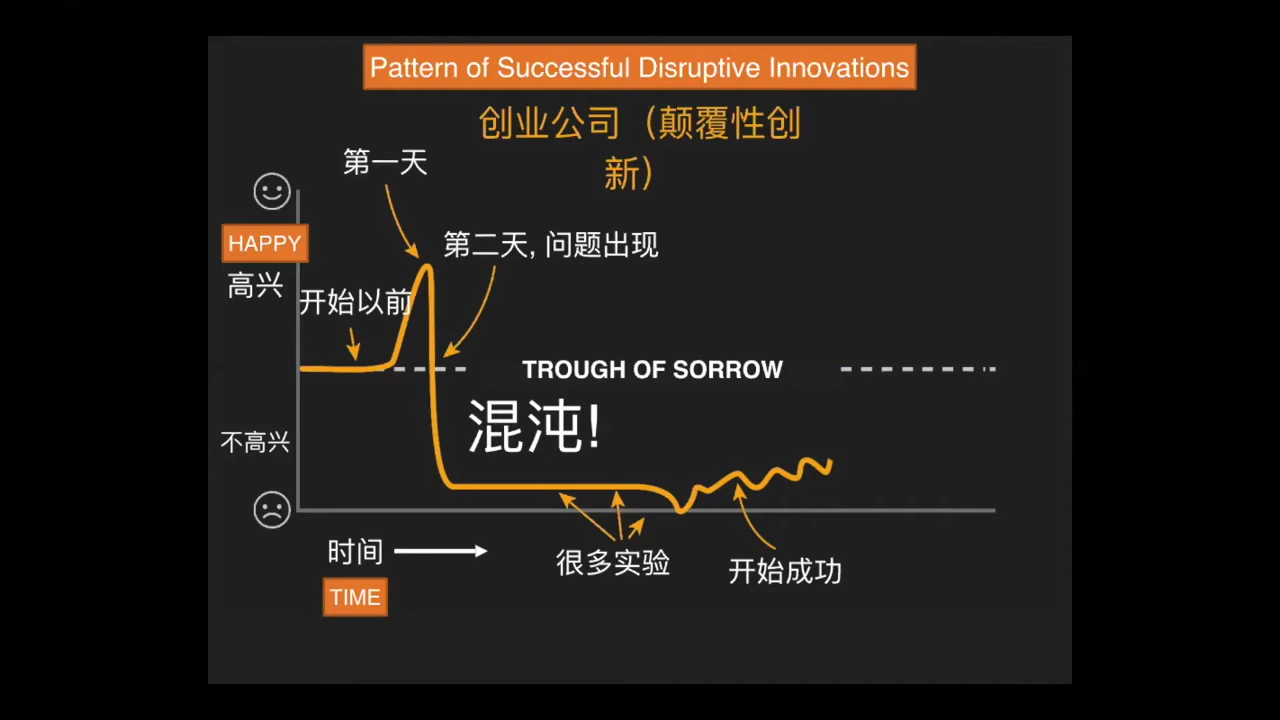 Pattern of Successful Disruptive Innovations
创业公司（颠覆性创
新）
第一天
HAPPY
第二天, 问题出现
高兴
开始以前
TROUGH OF SORROW
混沌!
不高兴
时间
很多实验
开始成功
TIME